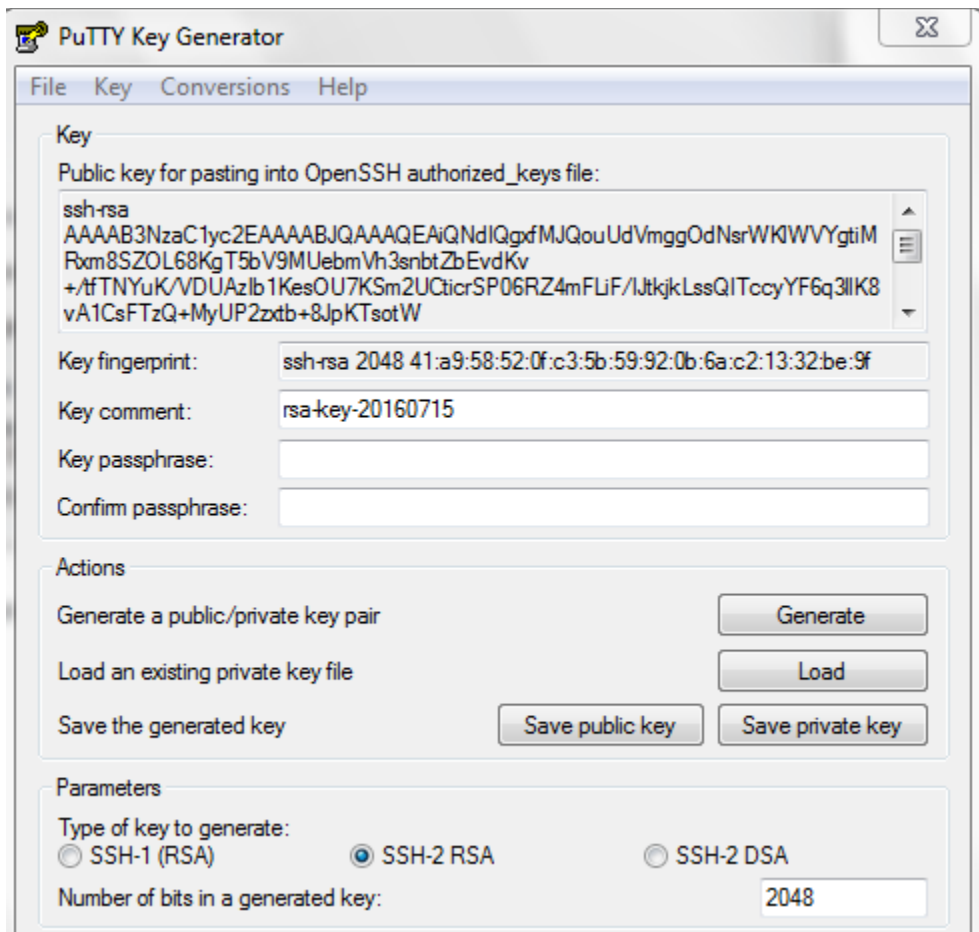 PuTTY Key Generator
File Key Conversions Help
Key
Public key for pasting into OpenSSH authorized_keys file:
ssh-rsa
AAAAB3NzaC1yc2EAAAABJQAAAQEAiQNdIQgxfMJQouUdVmggOdNsrWKlWVYgtiM
Rxm8SZOL68KgT5bV9MUebmVh3snbtZbEvdKv
+/tfTNYuK/VDUAzlb1KesOU7KSm2UCticrSP06RZ4mFLiF/IJtkjkLssQITccyYF6q3IlK8
vA1CsFTzQ+MyUP2zxtb+8JpKTsotW
Key fingerprint: ssh-rsa 2048 41:a9:58:52:0f:c3:5b:59:92:0b:6a:c2:13:32:be:9f
Key comment: rsa-key-20160715
Key passphrase:
Confirm passphrase:
Actions
Generate a public/private key pair Generate
Load an existing private key file Load
Save the generated key Save public key Save private key
Parameters
Type of key to generate:
SSH-1 (RSA) SSH-2 RSA SSH-2 DSA
Number of bits in a generated key: 2048